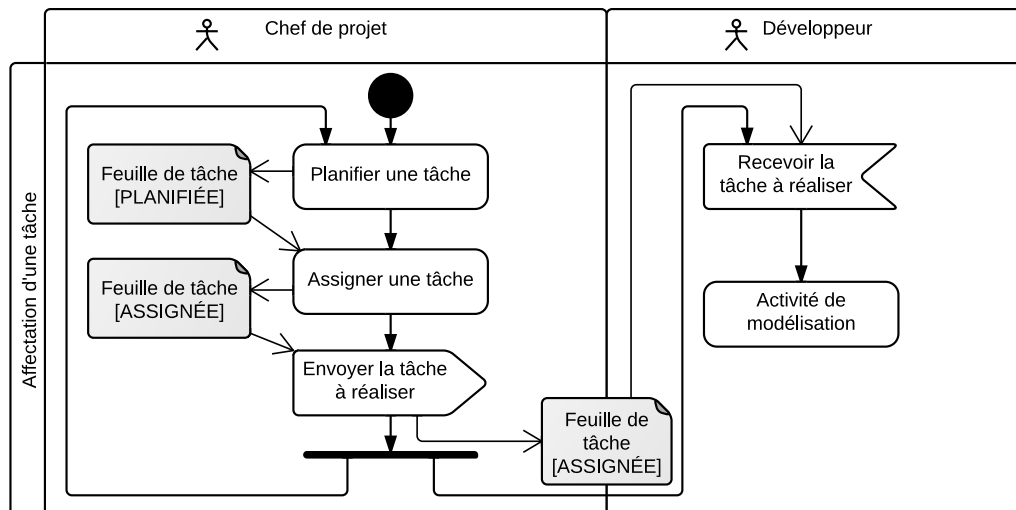 Chef de projet
Développeur
Affectation d'une tâche
Feuille de tâche
[PLANIFIÉE]
Planifier une tâche
Recevoir la
tâche à réaliser
Feuille de tâche
[ASSIGNÉE]
Assigner une tâche
Activité de
modélisation
Envoyer la tâche
à réaliser
Feuille de
tâche
[ASSIGNÉE]